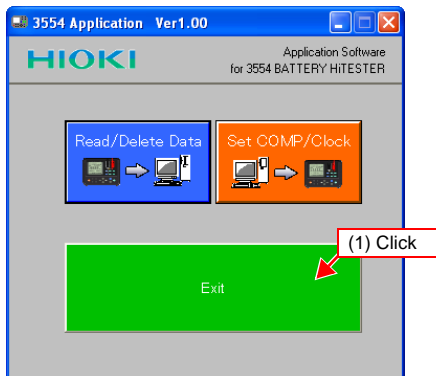 3554 Application Ver1.00
HIOKI
Application Software
for 3554 BATTERY HiTESTER
Read/Delete Data
Set COMP/Clock
(1) Click
Exit